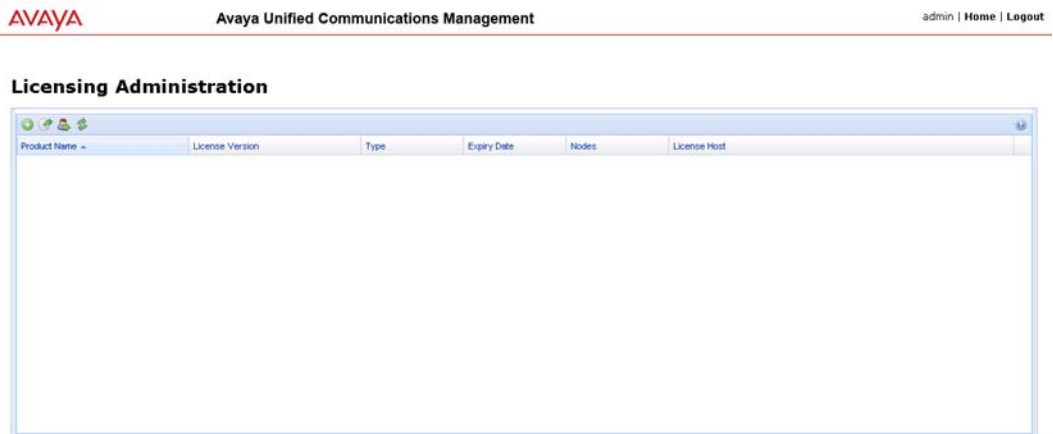 AVAYA
Avaya Unified Communications Management
admin | Home | Logout
Licensing Administration
Product Name
License Version
Type
Expiry Date
Nodes
License Host